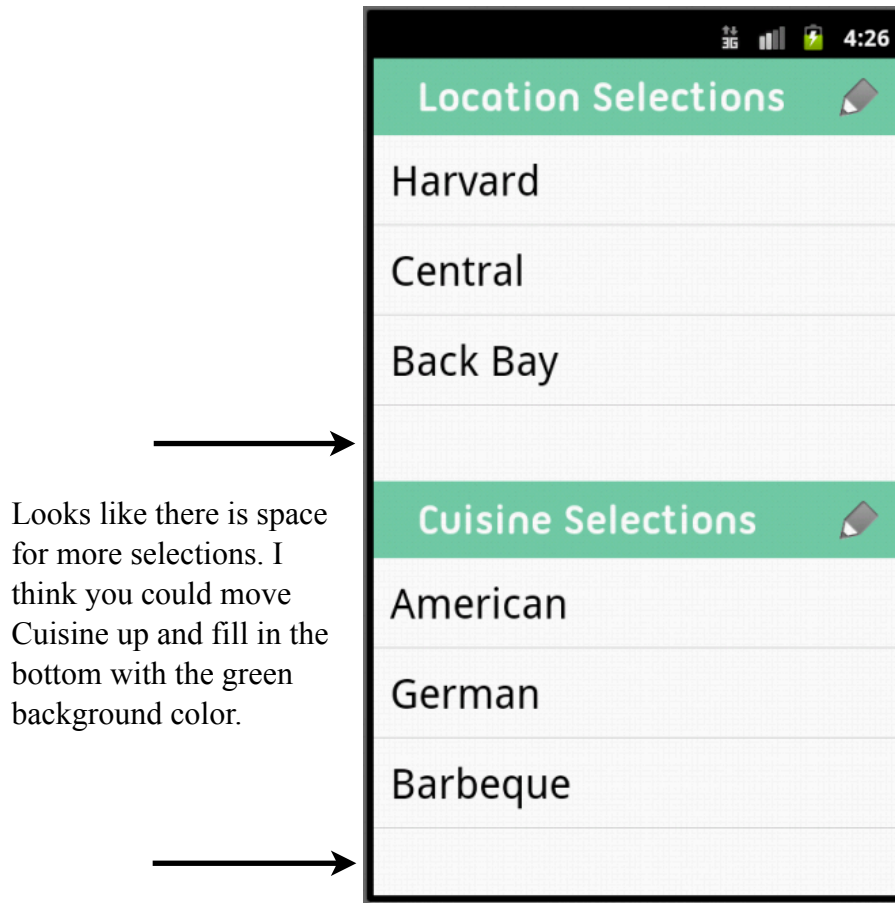 3G 4:26
Location Selections
Harvard
Central
Back Bay
Looks like there is space
for more selections. I
think you could move
Cuisine up and fill in the
bottom with the green
background color.
Cuisine Selections
American
German
Barbeque